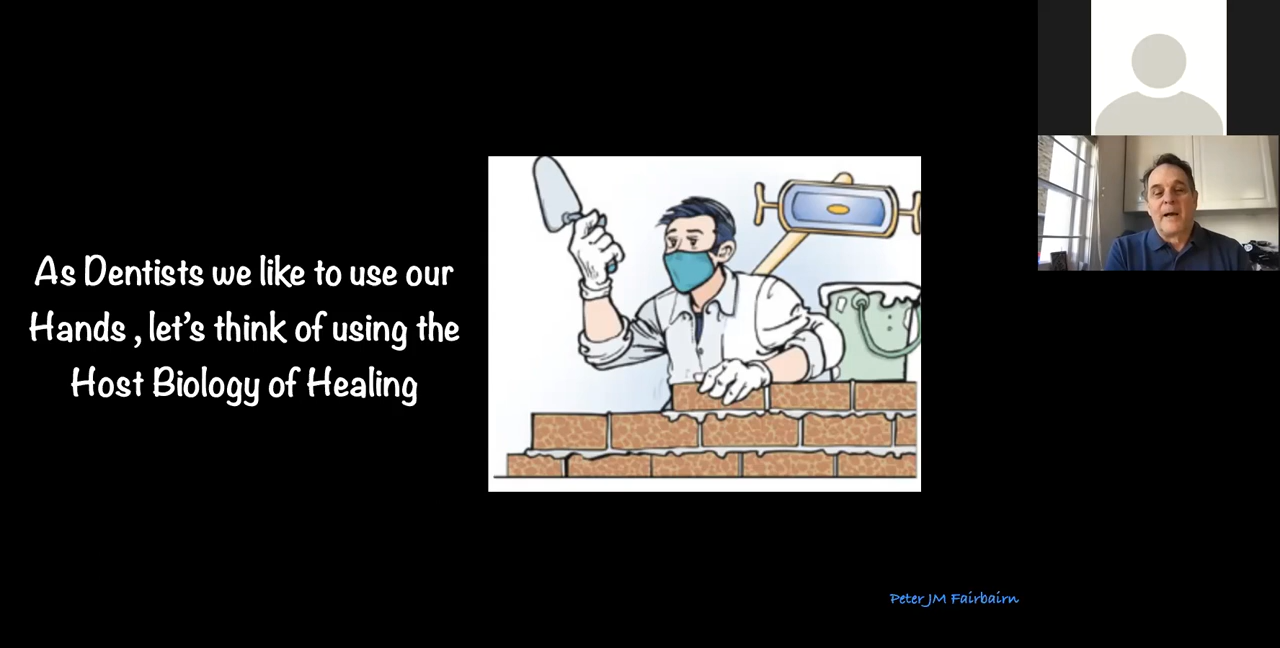 As Dentists we like to use our
Hands , let's think of using the
Host Biology of Healing
Peter JM Fairbairn